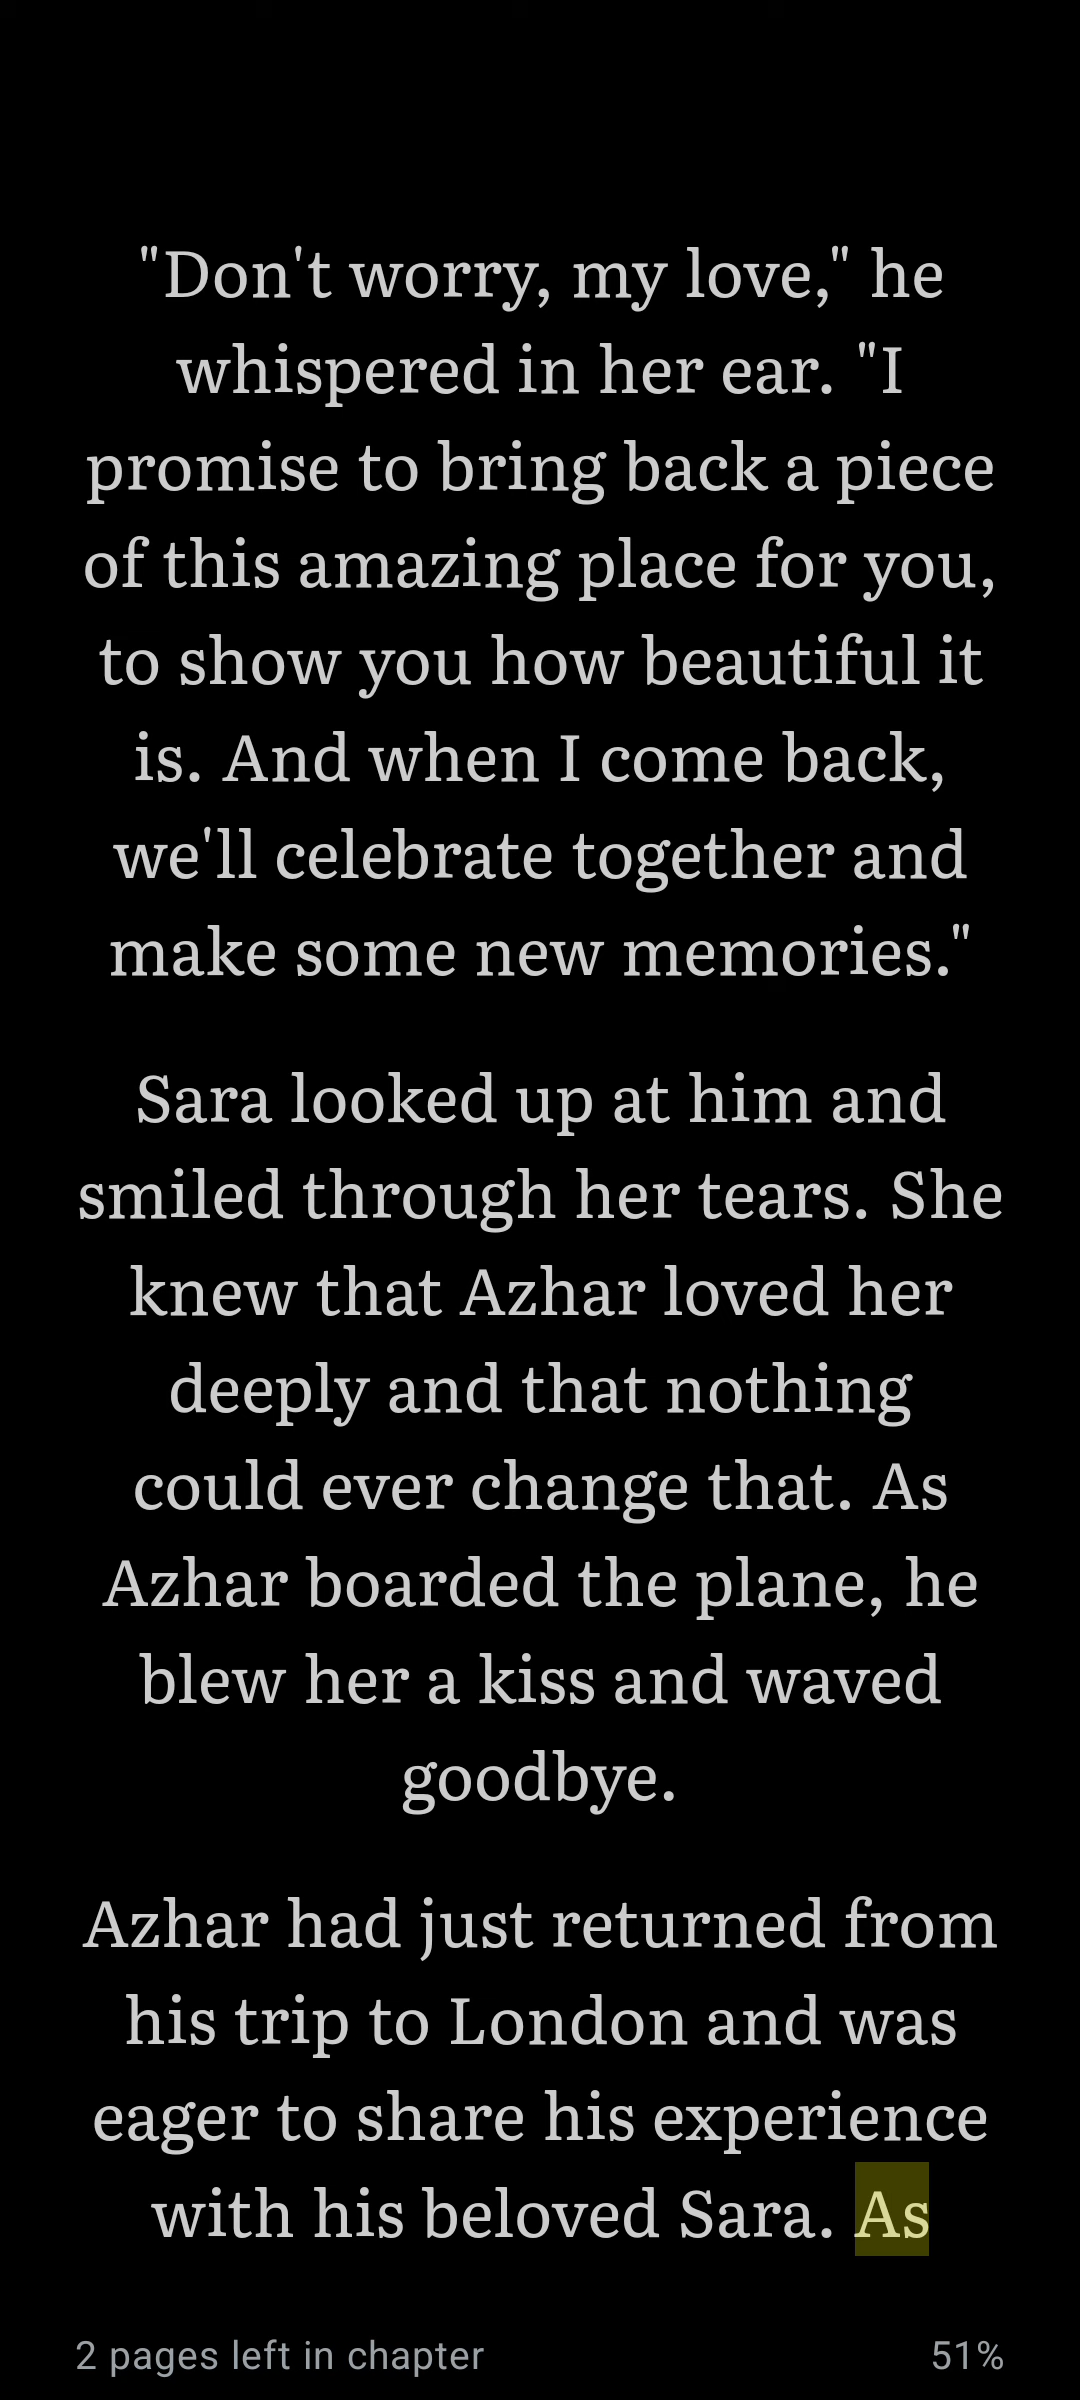 "Don't worry, my love," he
whispered in her ear. "I
promise to bring back a piece
of this amazing place for you,
to show you how beautiful it
is. And when I come back,
we'll celebrate together and
make some new memories."
Sara looked up at him and
smiled through her tears. She
knew that Azhar loved her
deeply and that nothing
could ever change that. As
Azhar boarded the plane, he
blew her a kiss and waved
goodbye.
Azhar had just returned from
his trip to London and was
eager to share his experience
with his beloved Sara. As
2 pages left in chapter 51%